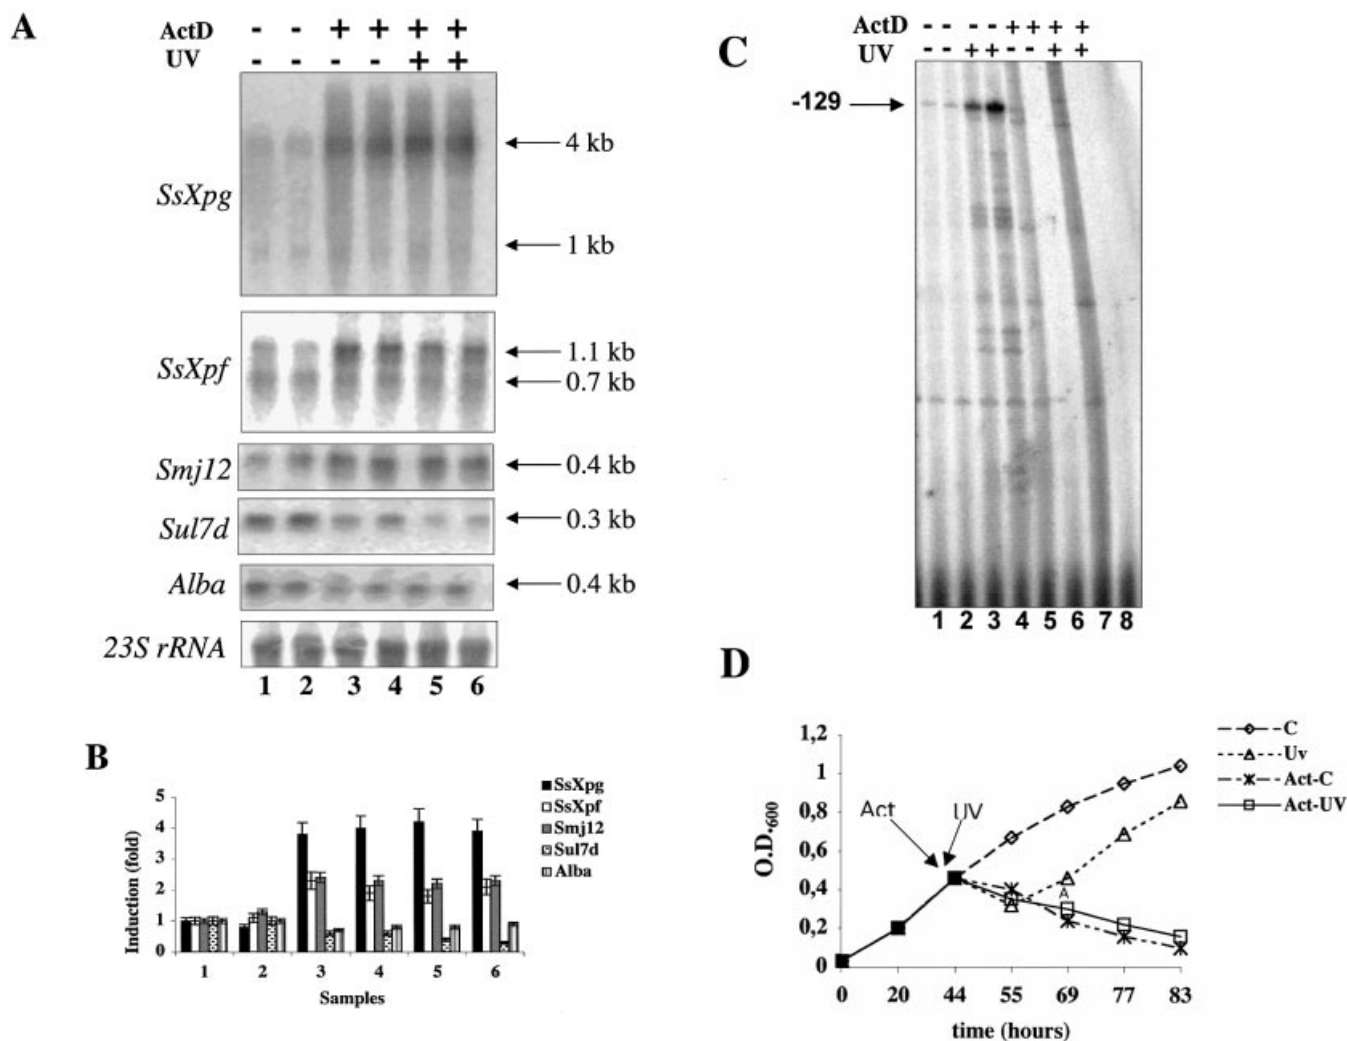 A
ActD - - + + + +
UV - - - - + +
SsXpg
4 kb
1 kb
SsXpf
1.1 kb
0.7 kb
Smj12
0.4 kb
Sul7d
0.3 kb
Alba
0.4 kb
23S rRNA
1 2 3 4 5 6
B
Induction (fold)
5
4
3
2
1
0
1 2 3 4 5 6
Samples
SsXpg
SsXpf
Smj12
Sul7d
Alba
C
ActD - - - - + + + +
UV - - + + - - + +
-129
1 2 3 4 5 6 7 8
D
O.D.600
1,2
1
0,8
0,6
0,4
0,2
0
Act
UV
A
0 20 44 55 69 77 83
time (hours)
C
Uv
Act-C
Act-UV